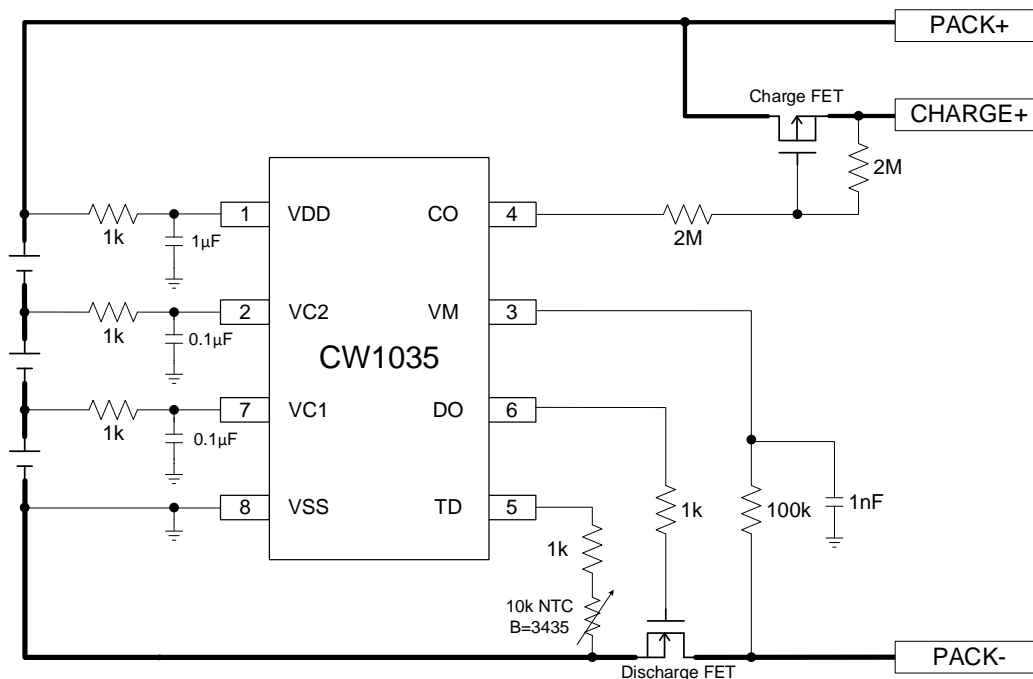 PACK+
Charge FET
CHARGE+
2M
1 VDD CO 4
1k
1µF
2M
2 VC2 VM 3
1k
0.1µF
CW1035
7 VC1 DO 6
1k
0.1µF
8 VSS TD 5
1k
100k
1nF
1k
10k NTC
B=3435
Discharge FET
PACK-